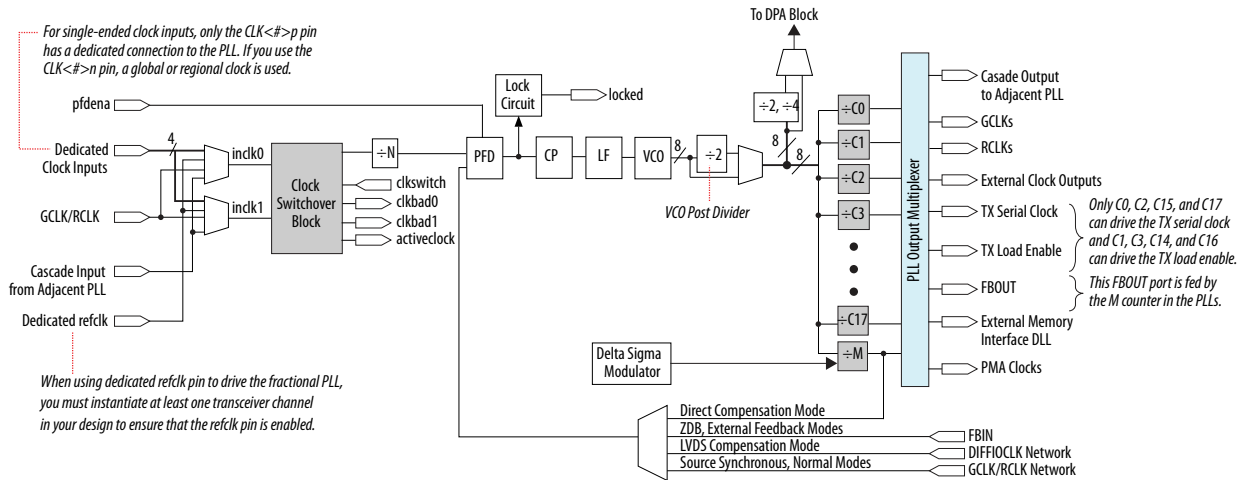 To DPA Block
For single-ended clock inputs, only the CLK<#>p pin
has a dedicated connection to the PLL. If you use the
CLK<#>n pin, a global or regional clock is used.
pfdena
Lock
Circuit
locked
÷2, ÷4
Dedicated
Clock Inputs
4
inclk0
÷N
PFD
CP
LF
VCO
8
÷2
8
8
VCO Post Divider
GCLK/RCLK
inclk1
Clock
Switchover
Block
clkswitch
clkbad0
clkbad1
activeclock
Cascade Input
from Adjacent PLL
Dedicated refclk
When using dedicated refclk pin to drive the fractional PLL,
you must instantiate at least one transceiver channel
in your design to ensure that the refclk pin is enabled.
÷C0
÷C1
÷C2
÷C3
÷C17
÷M
Delta Sigma
Modulator
PLL Output Multiplexer
Casade Output
to Adjacent PLL
GCLKs
RCLKs
External Clock Outputs
TX Serial Clock
TX Load Enable
FBOUT
External Memory
Interface DLL
PMA Clocks
Only C0, C2, C15, and C17
can drive the TX serial clock
and C1, C3, C14, and C16
can drive the TX load enable.
This FBOUT port is fed by
the M counter in the PLLs.
Direct Compensation Mode
ZDB, External Feedback Modes
LVDS Compensation Mode
Source Synchronous, Normal Modes
FBIN
DIFFIOCLK Network
GCLK/RCLK Network